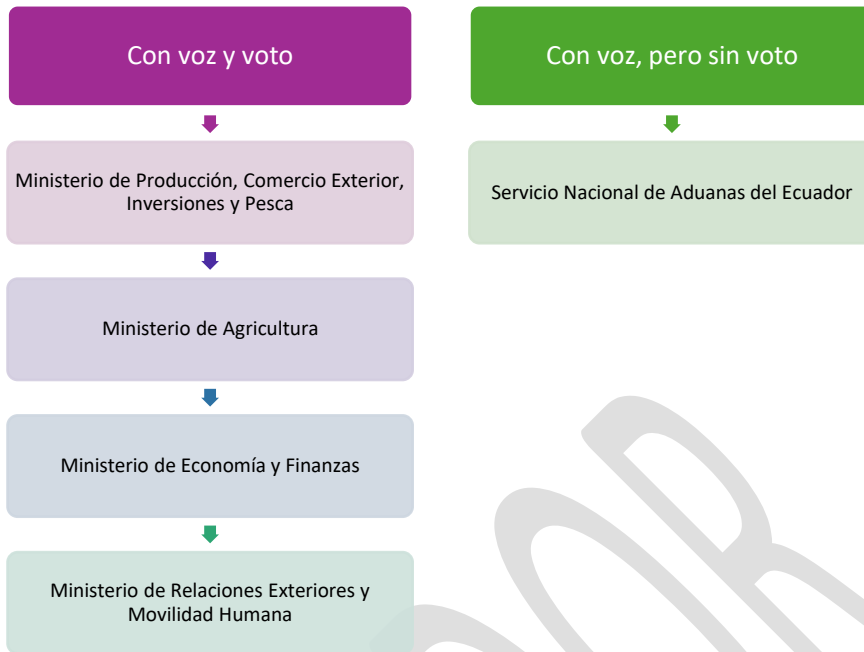 Con voz y voto
Ministerio de Producción, Comercio Exterior,
Inversiones y Pesca
Ministerio de Agricultura
Ministerio de Economía y Finanzas
Ministerio de Relaciones Exteriores y
Movilidad Humana
Con voz, pero sin voto
Servicio Nacional de Aduanas del Ecuador